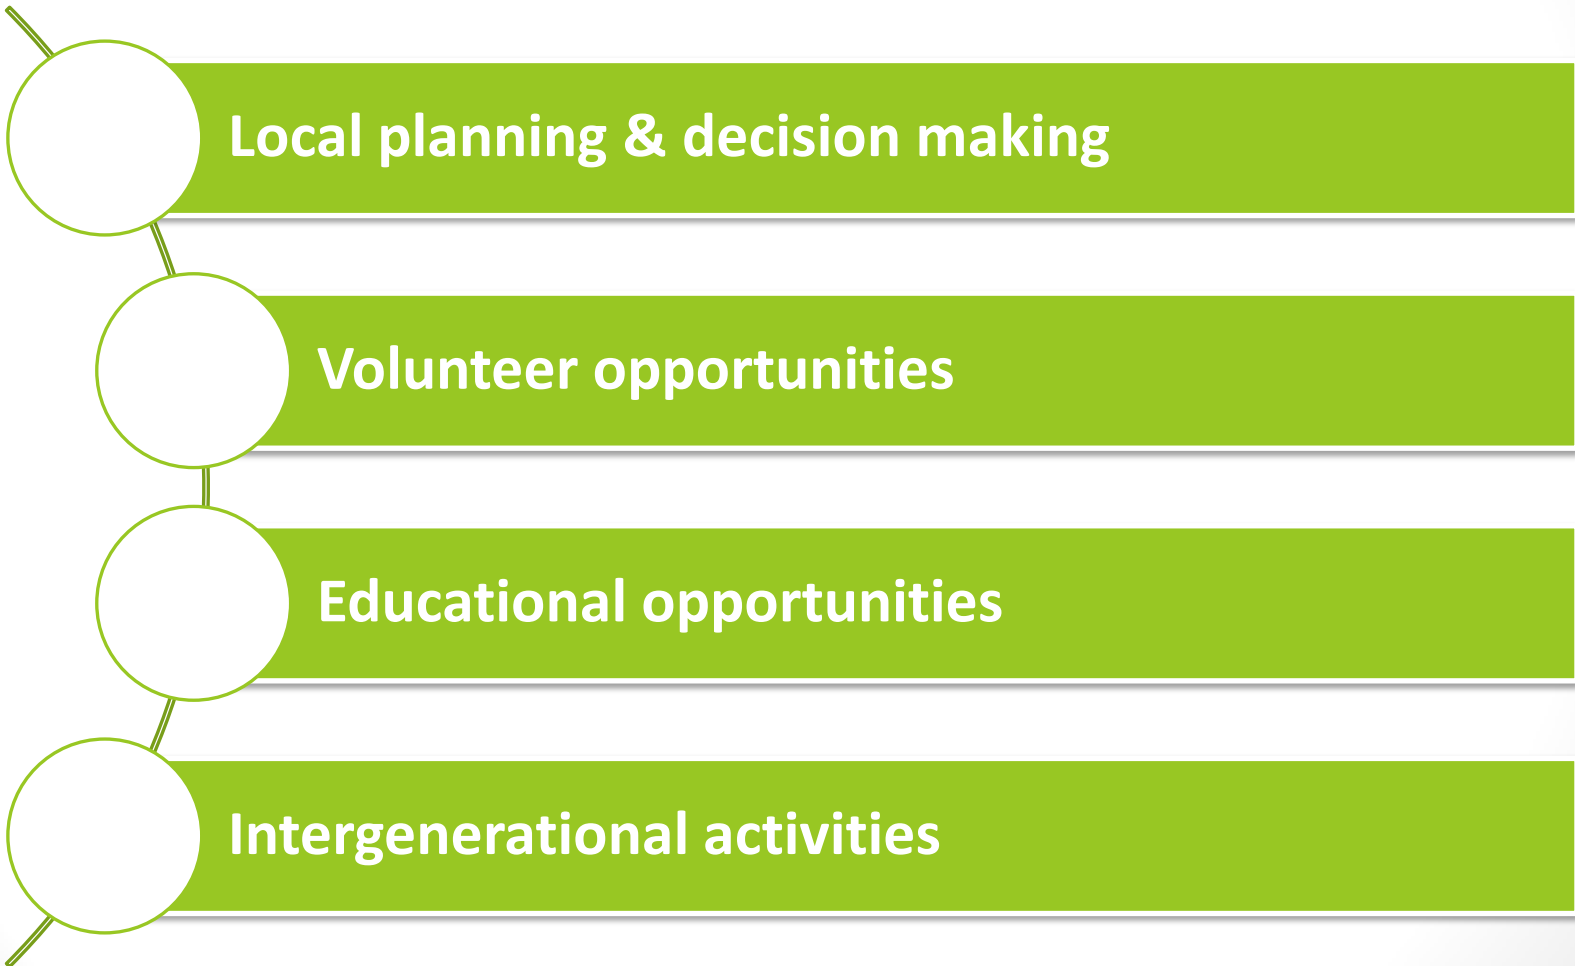 Local planning & decision making
Volunteer opportunities
Educational opportunities
Intergenerational activities